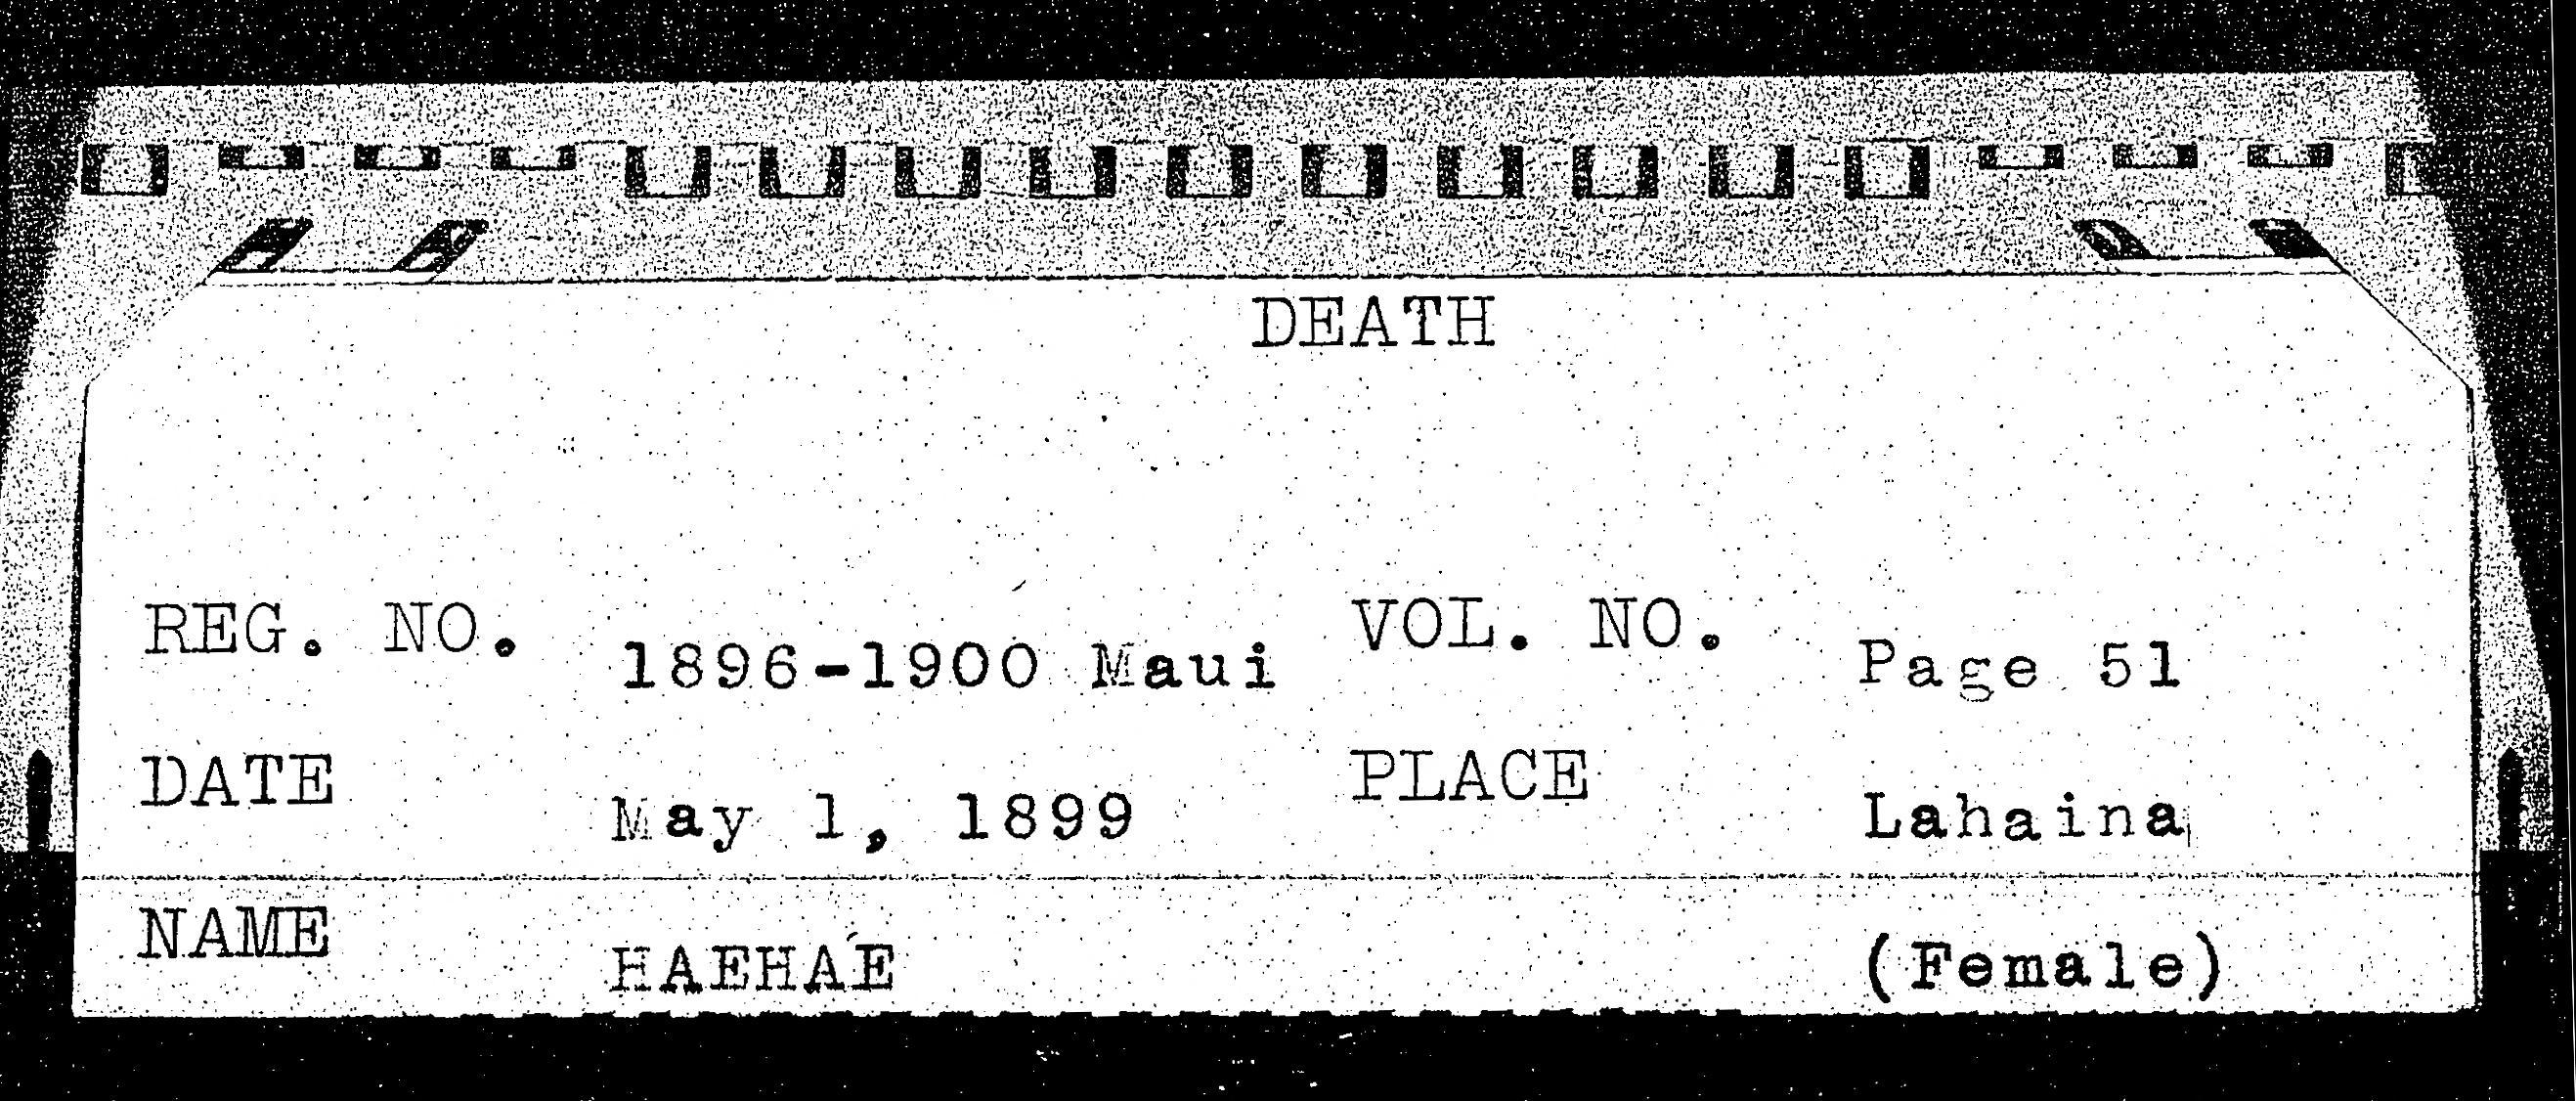 DEATH
REG. NO. 1896-1900 Maui VOL. NO. Page 51
DATE May 1, 1899 PLACE Lahaina
NAME HAEHAE (Female)